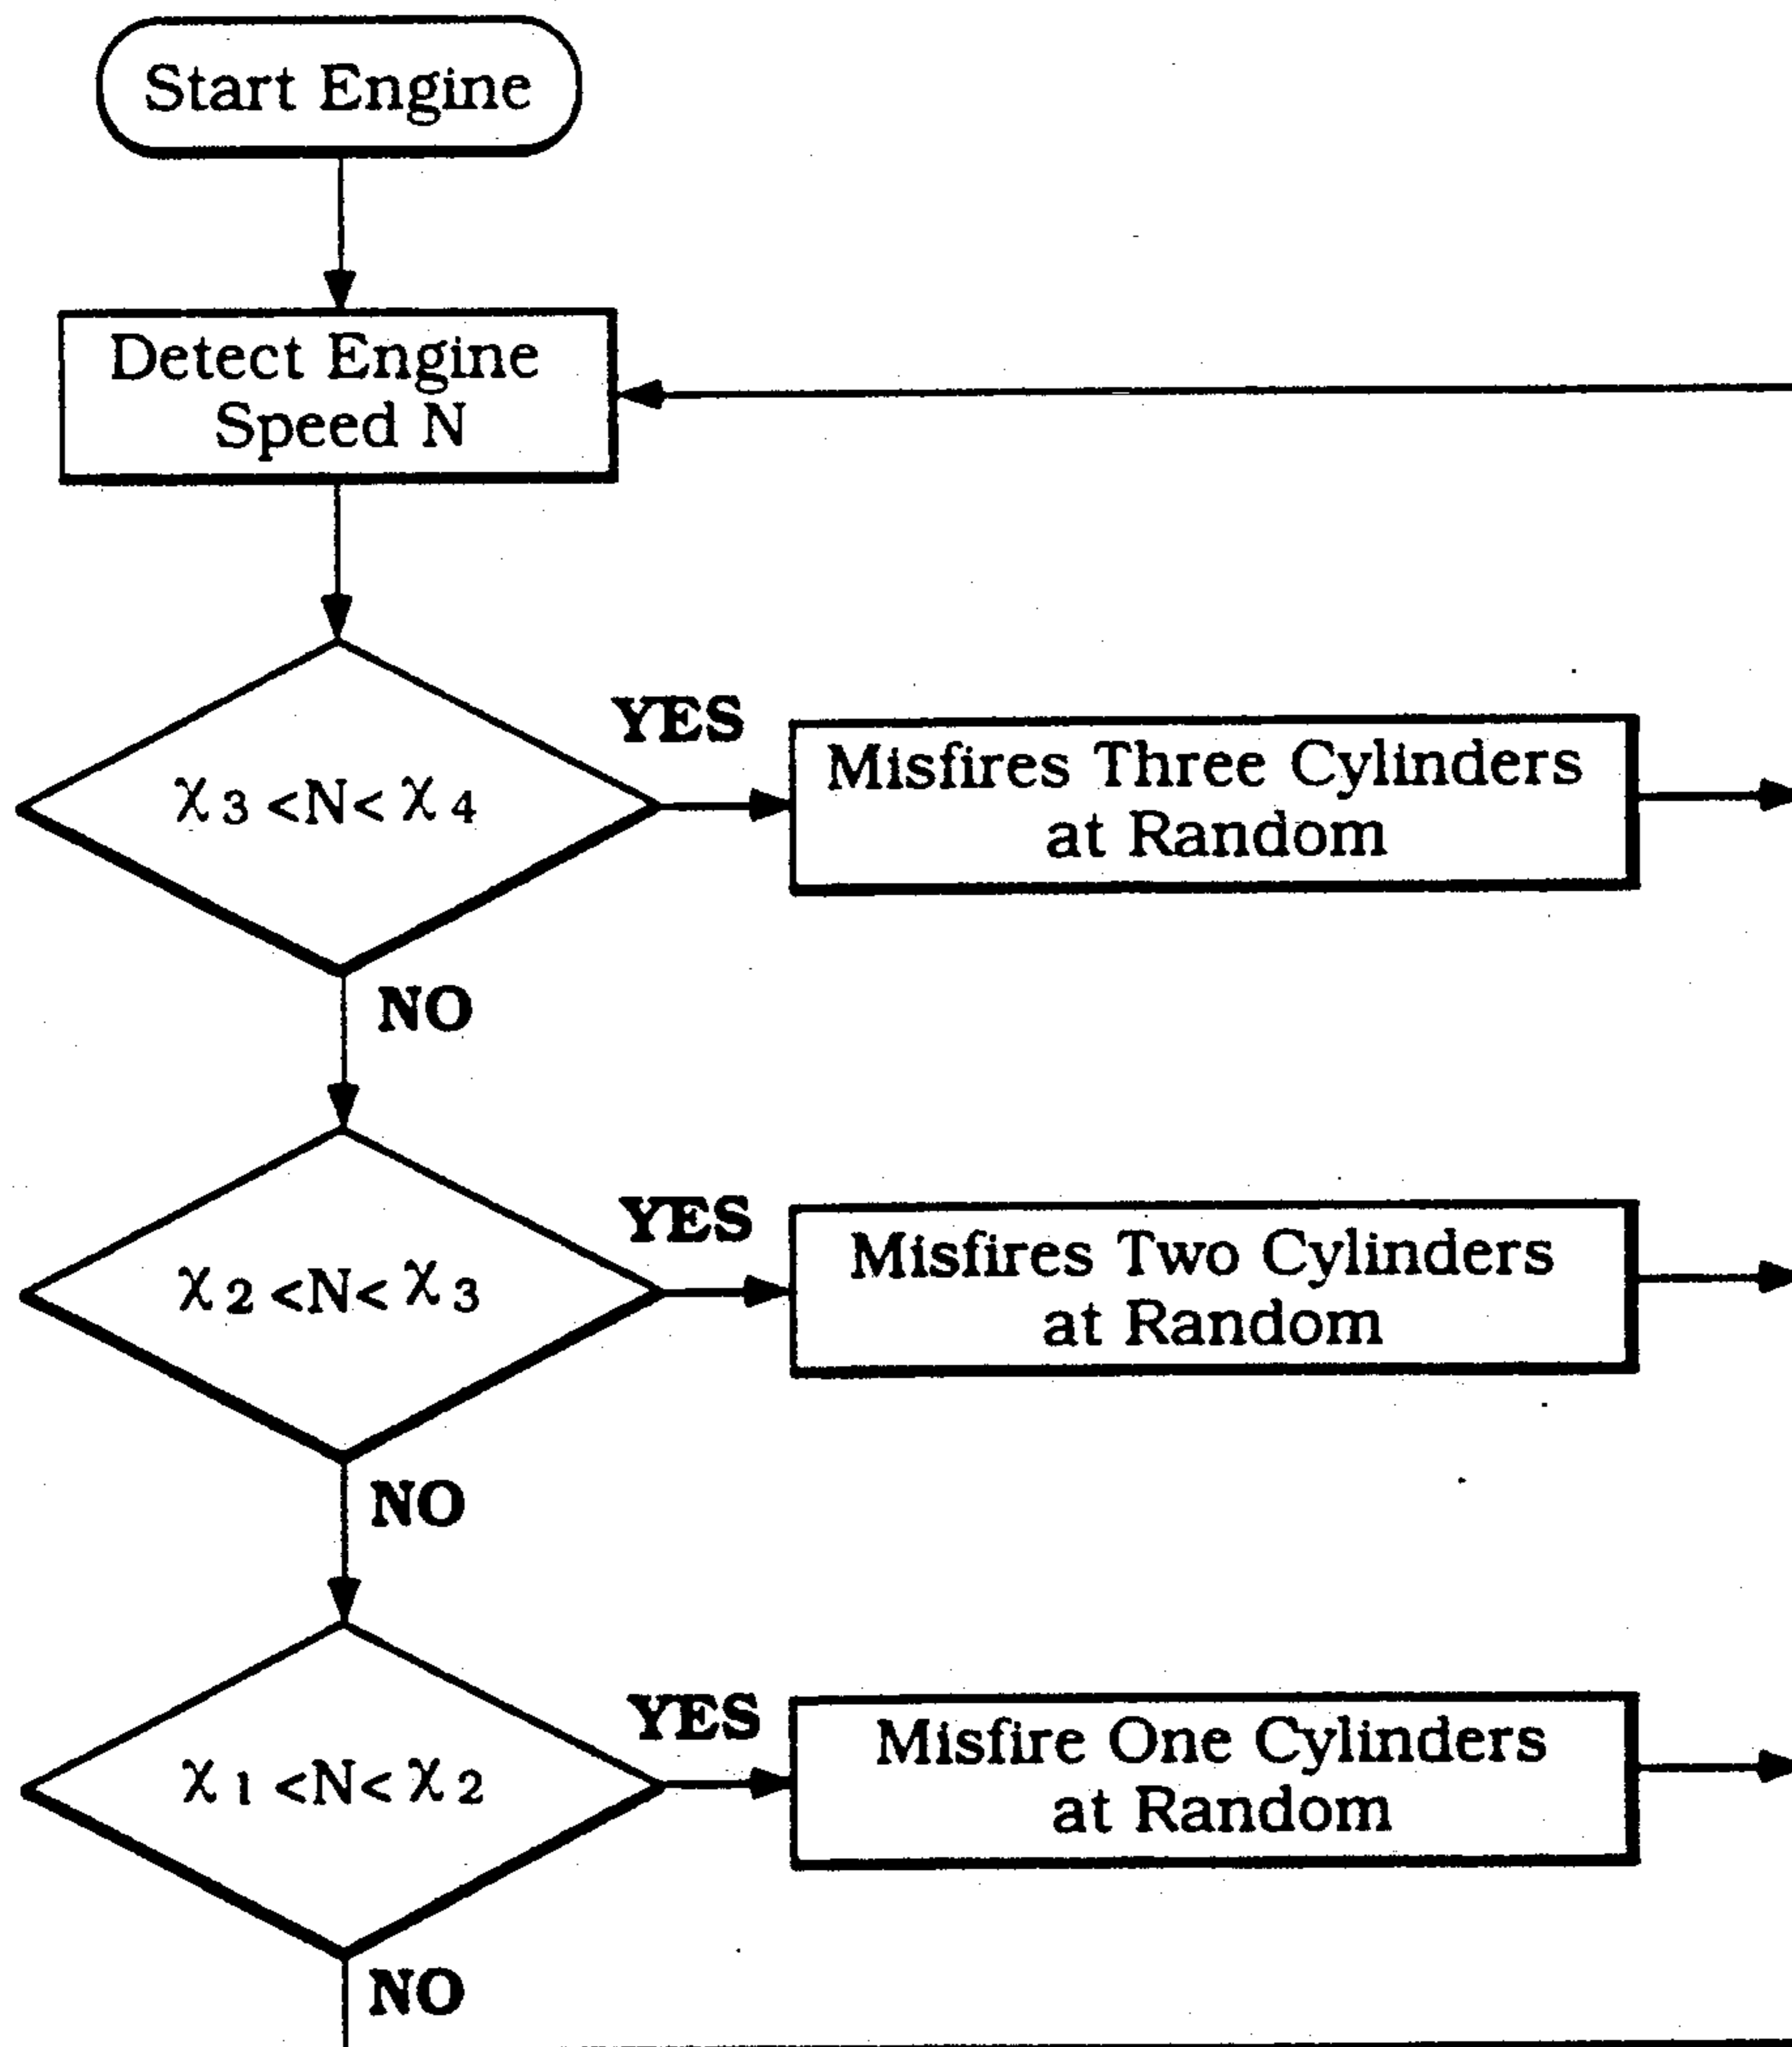 Start Engine
Detect Engine
Speed N
χ3 <N< χ4
YES
Misfires Three Cylinders
at Random
NO
χ2 <N< χ3
YES
Misfires Two Cylinders
at Random
NO
χ1 <N< χ2
YES
Misfire One Cylinders
at Random
NO